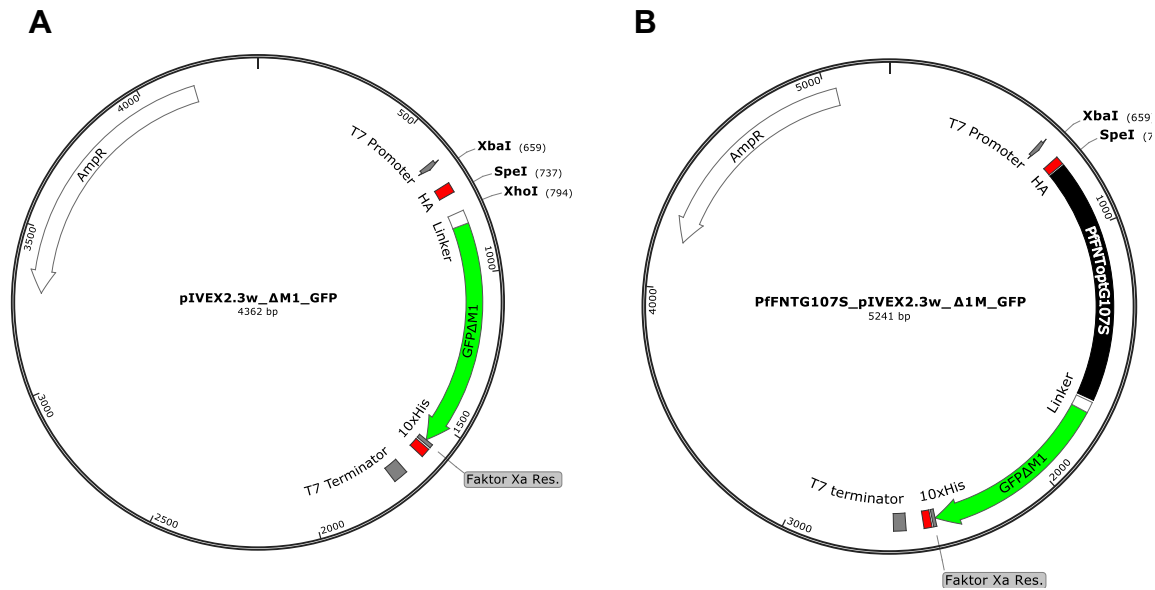 A
4000
500
T7 Promoter
XbaI (659)
SpeI (737)
XhoI (794)
HA
Linker
AmpR
3500
1000
pIVEX2.3w_ΔM1_GFP
4362 bp
GFPΔM1
3000
10xHis
1500
T7 Terminator
Faktor Xa Res.
2500
2000
B
5000
T7 Promoter
XbaI (659)
SpeI (7
HA
AmpR
1000
PfFNToptG107S
4000
PfFNTG107S_pIVEX2.3w_Δ1M_GFP
5241 bp
Linker
GFPΔM1
2000
T7 terminator
10xHis
3000
Faktor Xa Res.